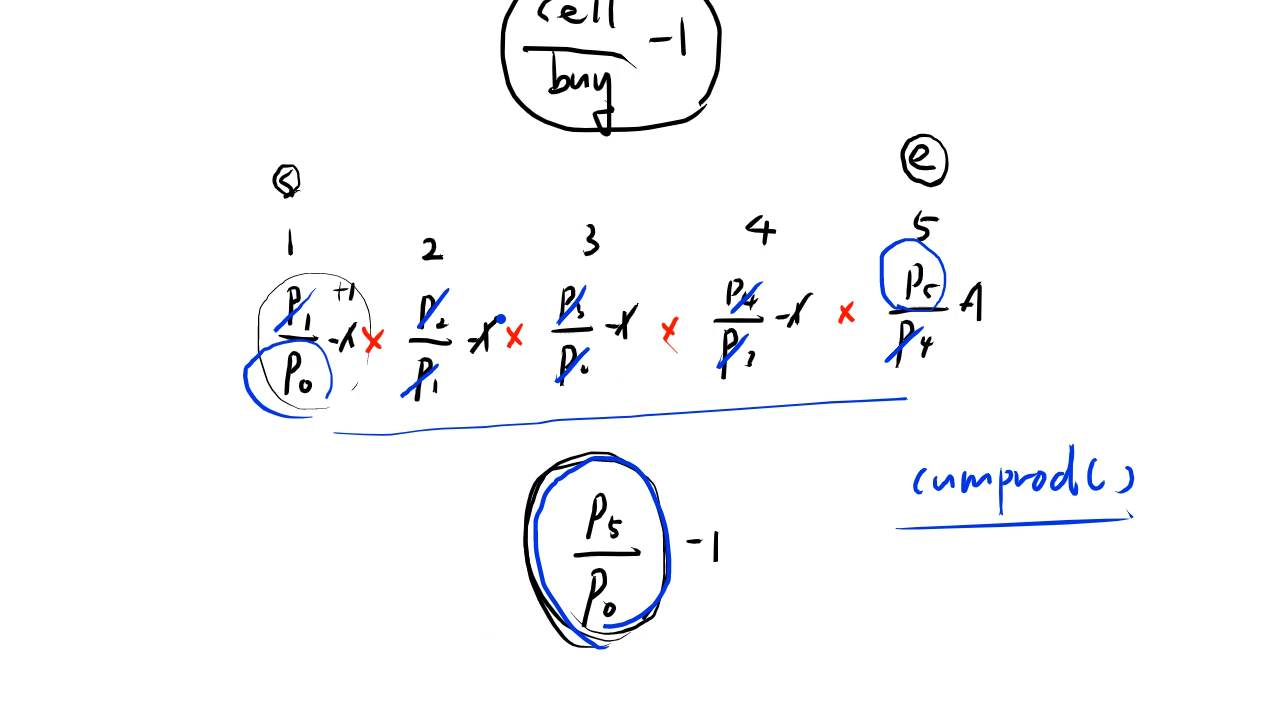 cell
buy
-1
s
e
1 2 3 4 5
P1/P0 -1 +1 × P2/P1 -1 × P3/P2 -1 × P4/P3 -1 × P5/P4 -1
cumprod()
P5/P0 -1